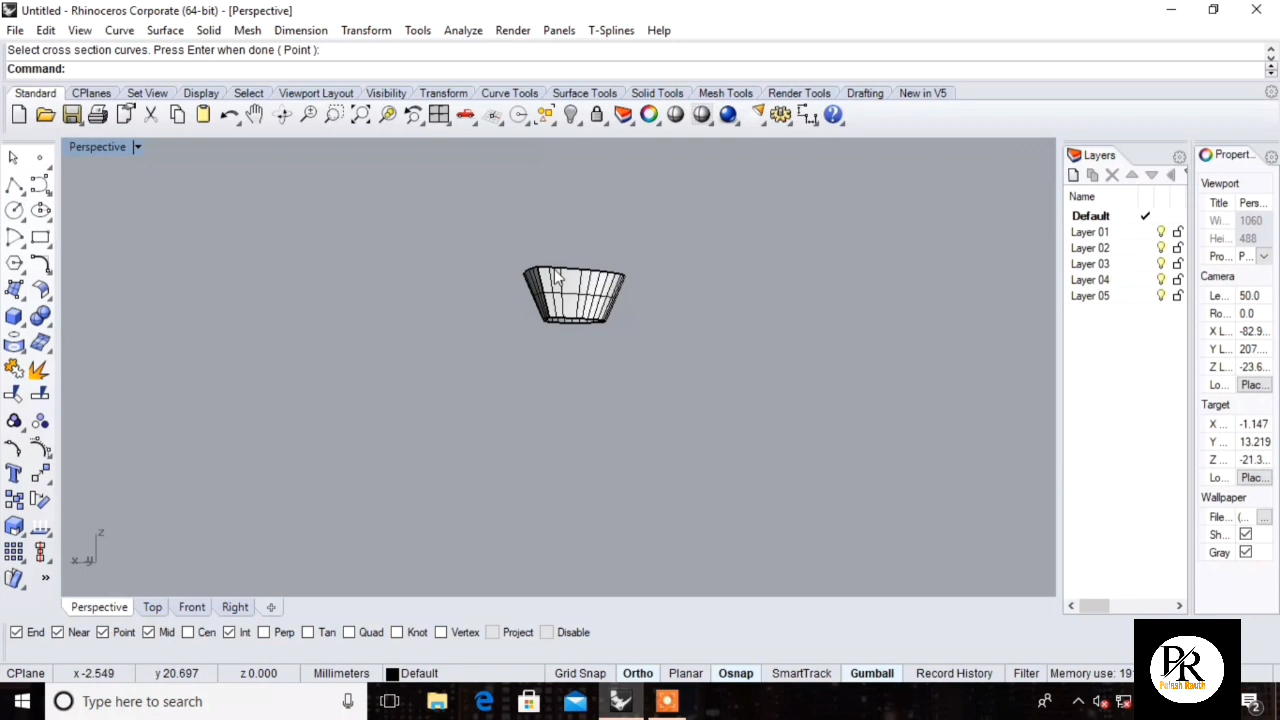 Untitled - Rhinoceros Corporate (64-bit) - [Perspective]
File Edit View Curve Surface Solid Mesh Dimension Transform Tools Analyze Render Panels T-Splines Help
Select cross section curves. Press Enter when done ( Point ):
Command:
Standard CPlanes Set View Display Select Viewport Layout Visibility Transform Curve Tools Surface Tools Solid Tools Mesh Tools Render Tools Drafting New in V5
Perspective
Layers
Name
Default
Layer 01
Layer 02
Layer 03
Layer 04
Layer 05
Propert...
Viewport
Title Pers...
Wi... 1060
Hei... 488
Pro... P...
Camera
Le... 50.0
Ro... 0.0
X L... -82.9
Y L... 207....
Z L... -23.6
Lo... Plac...
Target
X ... -1.147
Y ... 13.219
Z ... -21.3...
Lo... Plac...
Wallpaper
File... (... ...
Sh...
Gray
z
x y
Perspective Top Front Right
End Near Point Mid Cen Int Perp Tan Quad Knot Vertex Project Disable
CPlane x -2.549 y 20.697 z 0.000 Millimeters Default Grid Snap Ortho Planar Osnap SmartTrack Gumball Record History Filter Memory use: 19
Type here to search
2
PR